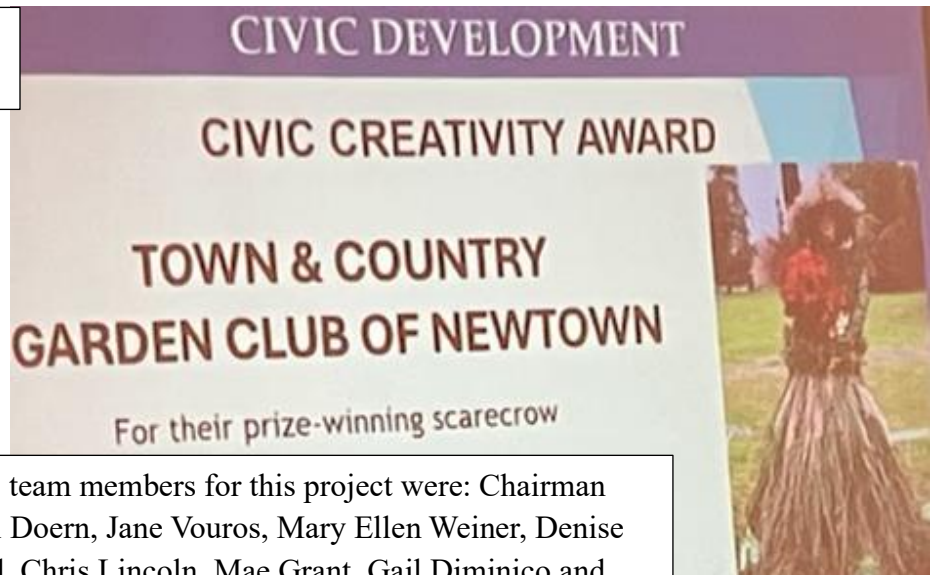 CIVIC DEVELOPMENT
CIVIC CREATIVITY AWARD
TOWN & COUNTRY
GARDEN CLUB OF NEWTOWN
For their prize-winning scarecrow
team members for this project were: Chairman
Doern, Jane Vouros, Mary Ellen Weiner, Denise
Chris Lincoln, Mae Grant, Gail Diminico and